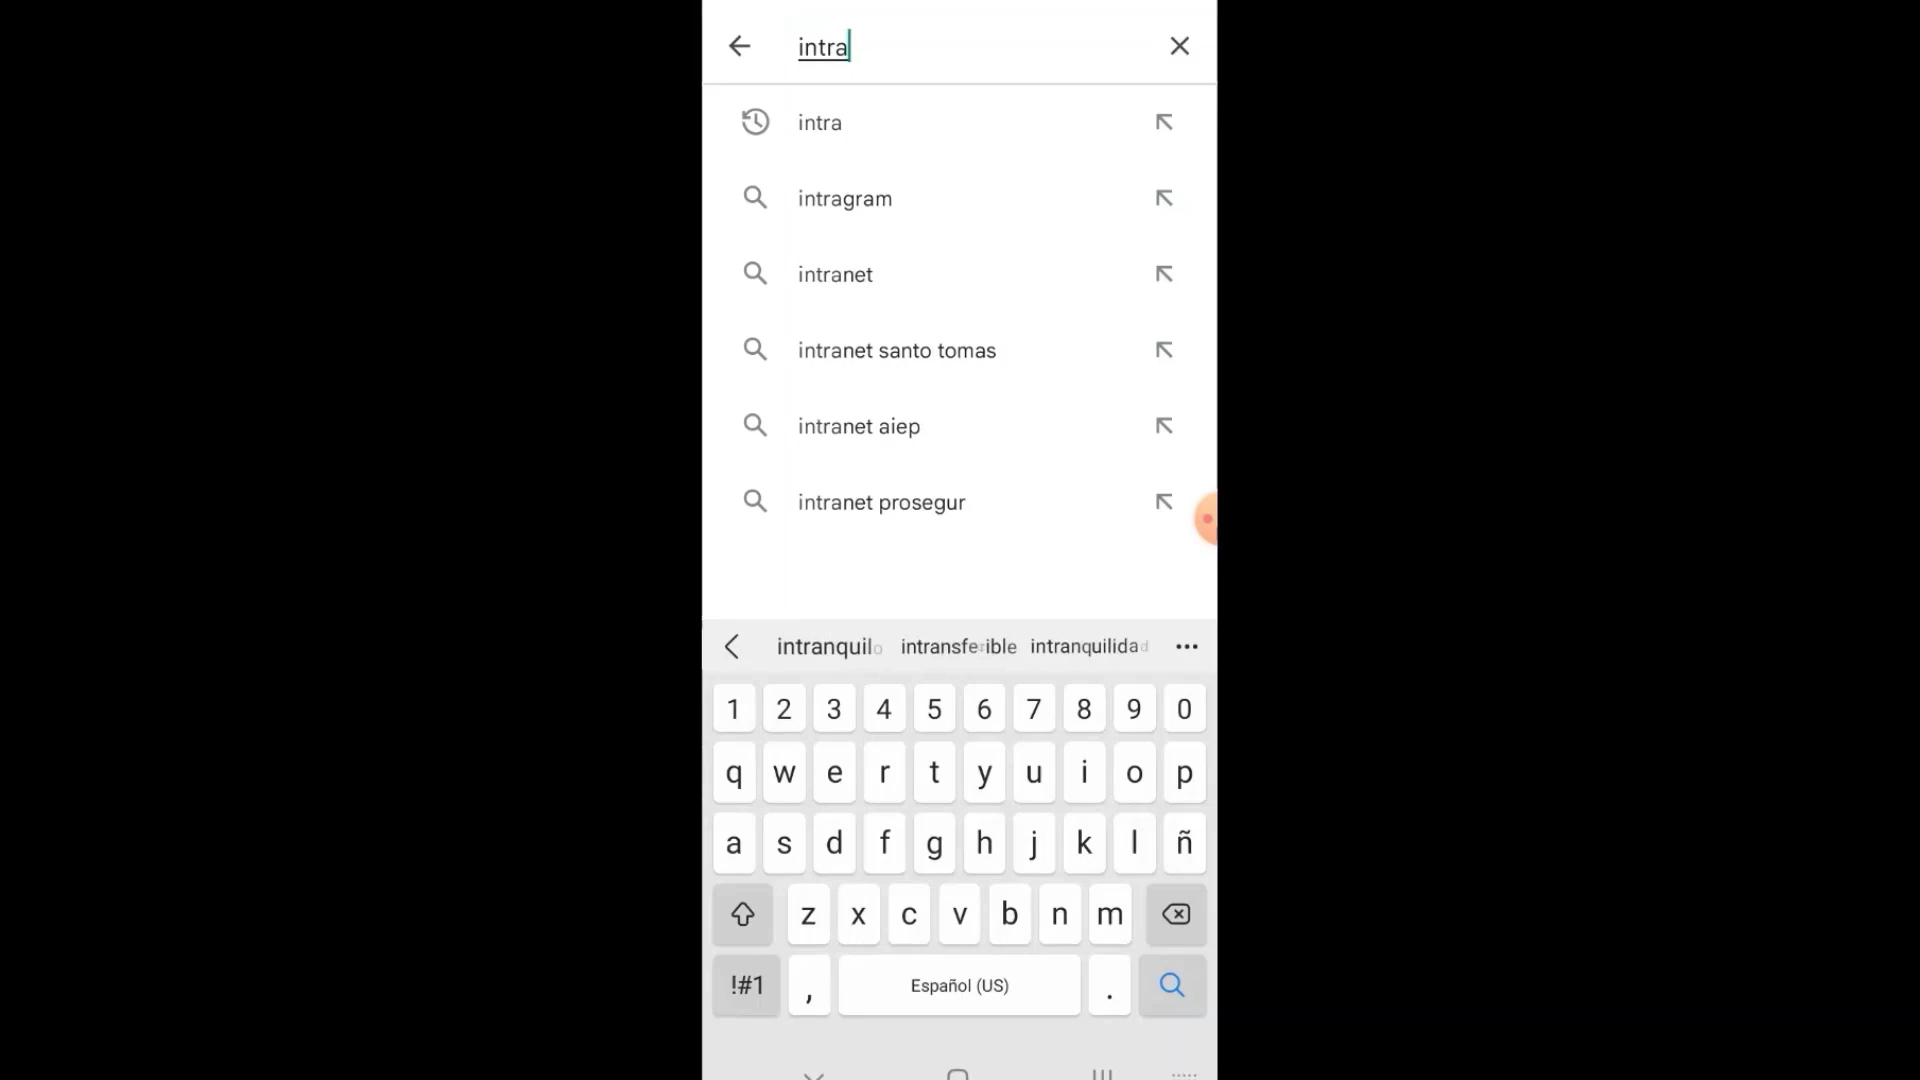 intra
intra
intragram
intranet
intranet santo tomas
intranet aiep
intranet prosegur
intranquilo intransferible intranquilidad
1 2 3 4 5 6 7 8 9 0
q w e r t y u i o p
a s d f g h j k l ñ
z x c v b n m
!#1 , Español (US) .